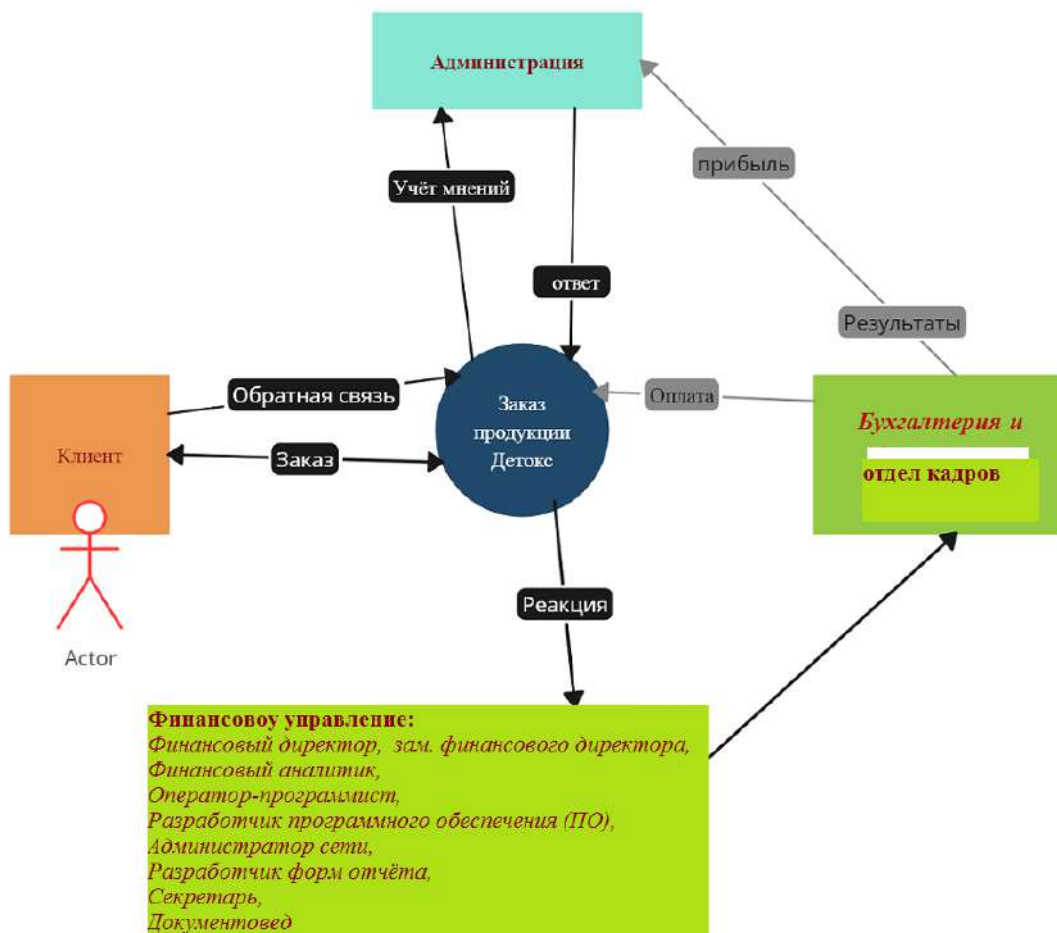 Администрация
прибыль
Учёт мнений
ответ
Результаты
Обратная связь
Заказ
продукции
Детокс
Оплата
Бухгалтерия и
отдел кадров
Клиент
Заказ
Реакция
Actor
Финансовоу управление:
Финансовый директор, зам. финансового директора,
Финансовый аналитик,
Оператор-программист,
Разработчик программного обеспечения (ПО),
Администратор сети,
Разработчик форм отчёта,
Секретарь,
Документовед